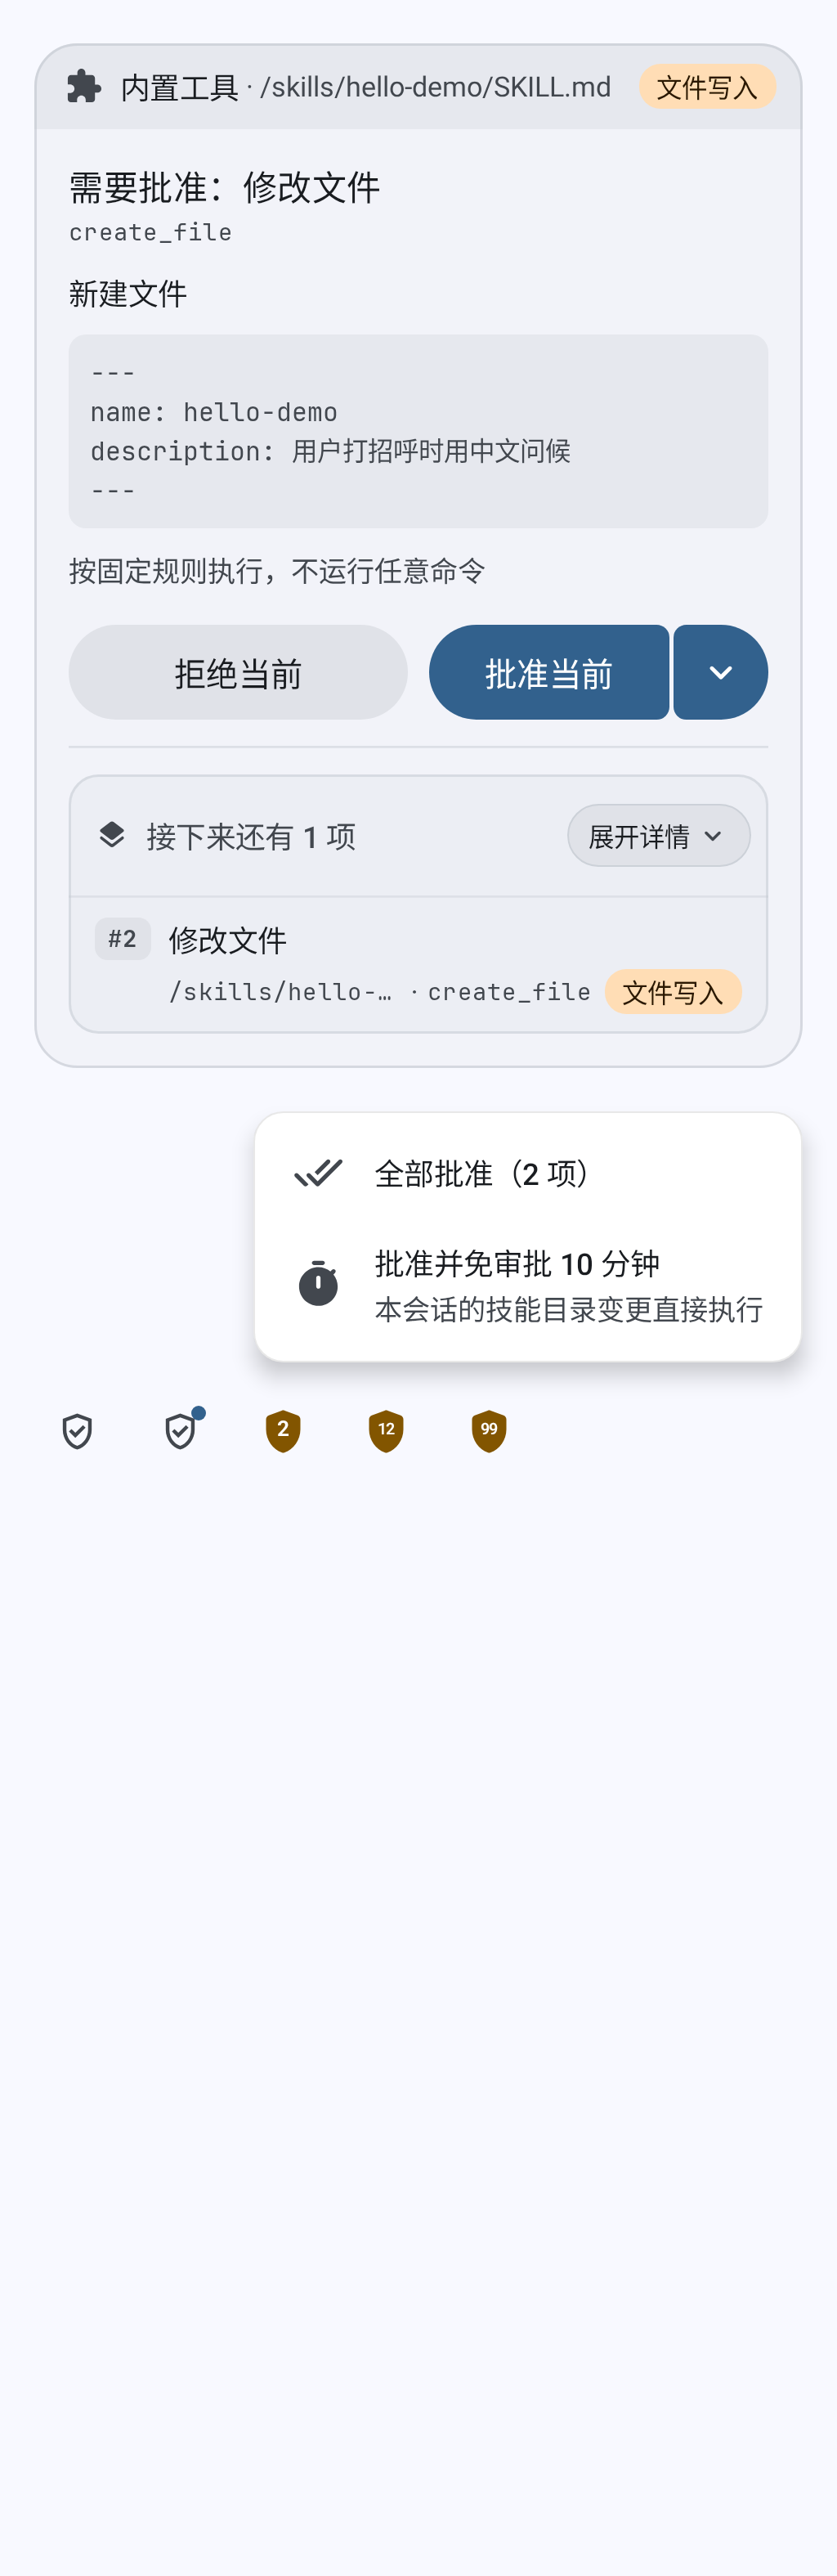 内置工具 · /skills/hello-demo/SKILL.md 文件写入
需要批准：修改文件
create_file
新建文件
---
name: hello-demo
description: 用户打招呼时用中文问候
---
按固定规则执行，不运行任意命令
拒绝当前 批准当前
接下来还有 1 项 展开详情
#2 修改文件
/skills/hello-… · create_file 文件写入
全部批准（2 项）
批准并免审批 10 分钟
本会话的技能目录变更直接执行
2 12 99